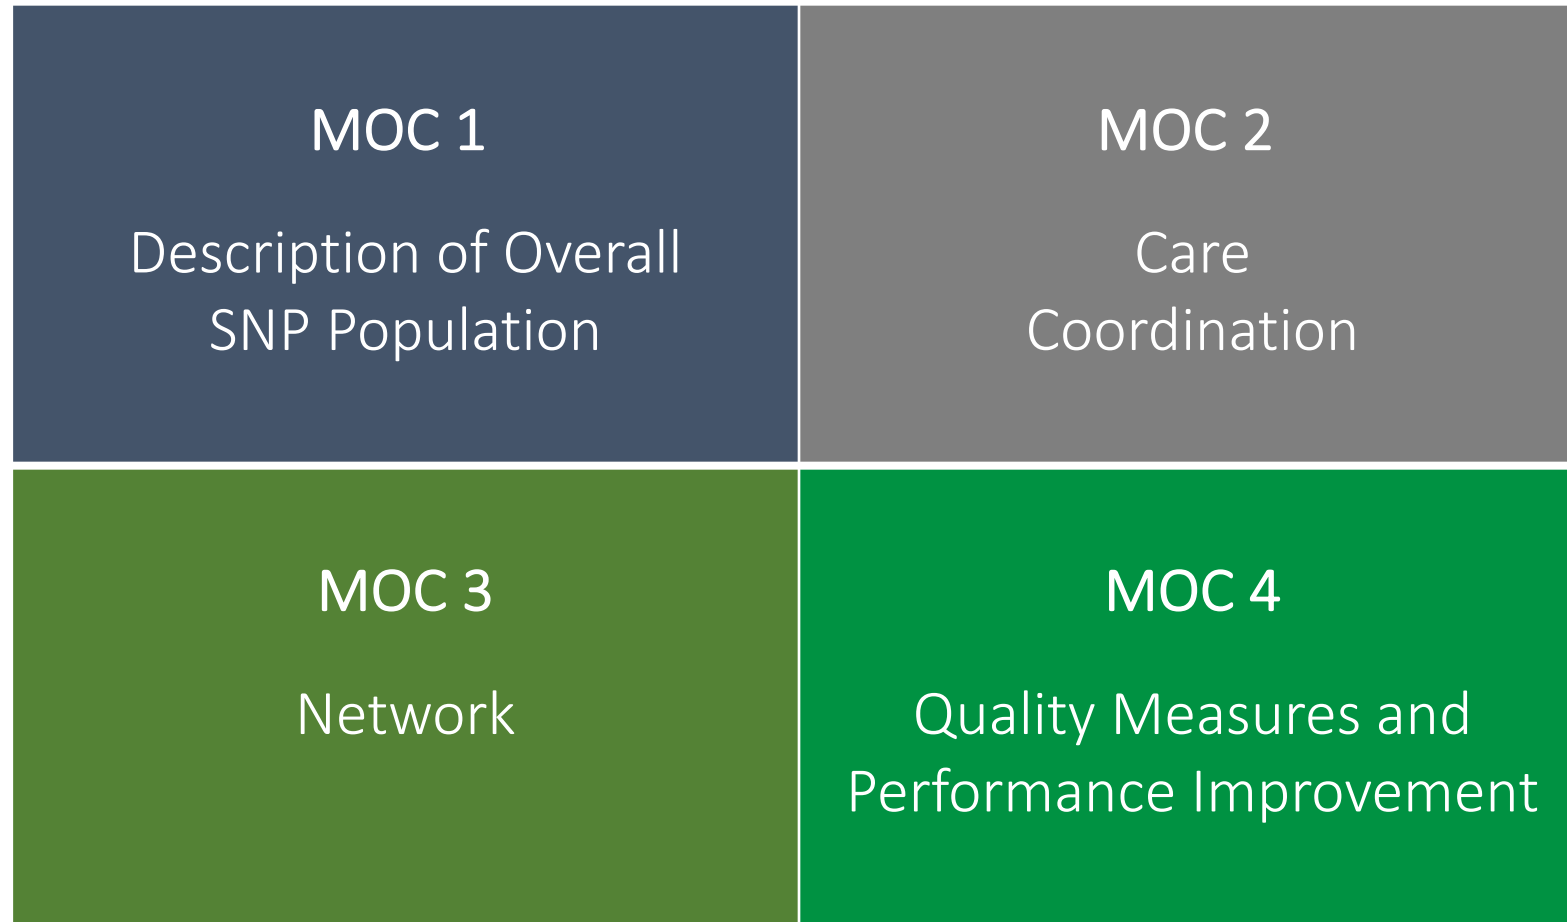 MOC 1
Description of Overall
SNP Population
MOC 2
Care
Coordination
MOC 3
Network
MOC 4
Quality Measures and
Performance Improvement